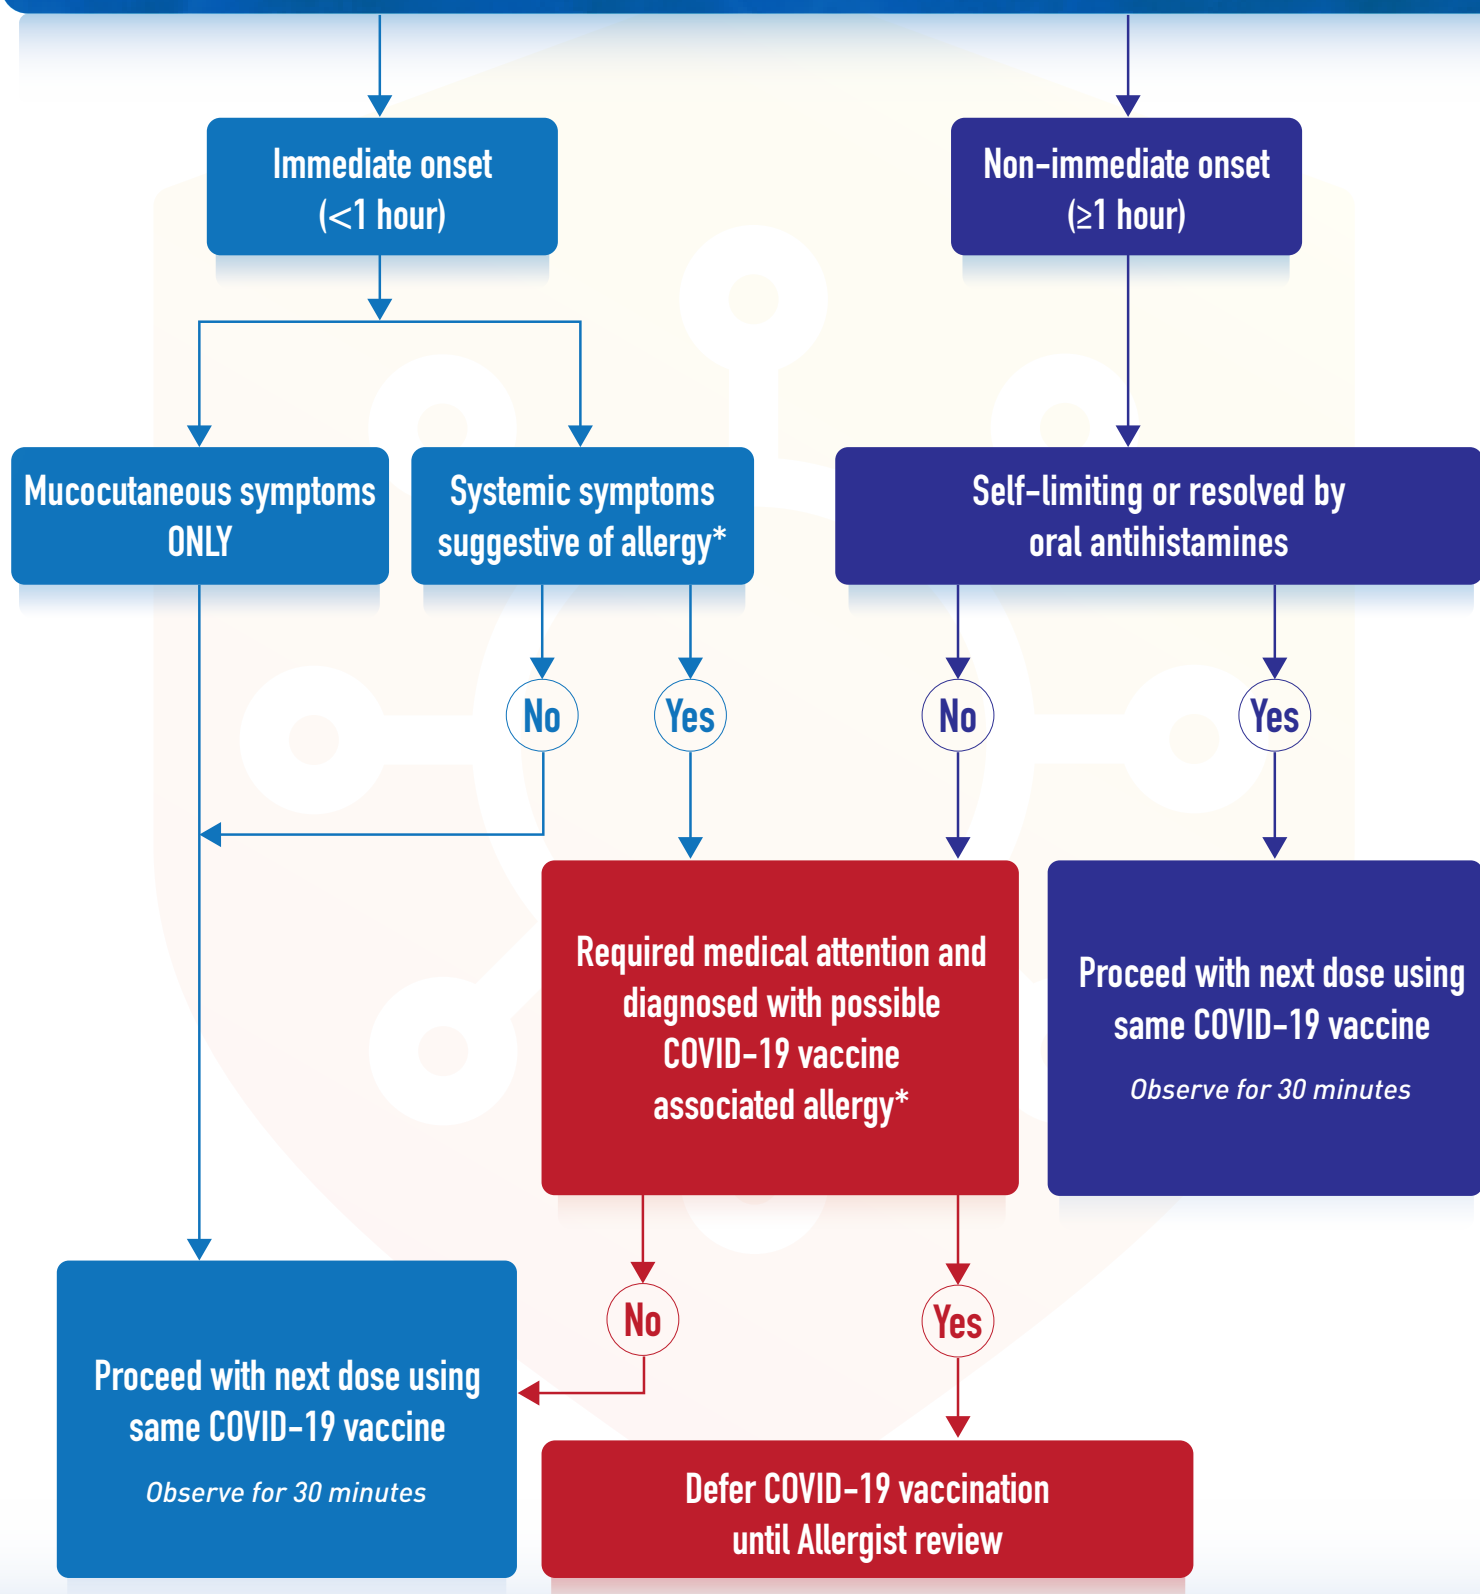 Immediate onset
(<1 hour)
Non-immediate onset
(≥1 hour)
Mucocutaneous symptoms
ONLY
Systemic symptoms
suggestive of allergy*
Self-limiting or resolved by
oral antihistamines
No
Yes
No
Yes
Required medical attention and
diagnosed with possible
COVID-19 vaccine
associated allergy*
Proceed with next dose using
same COVID-19 vaccine
Observe for 30 minutes
No
Yes
Proceed with next dose using
same COVID-19 vaccine
Observe for 30 minutes
Defer COVID-19 vaccination
until Allergist review